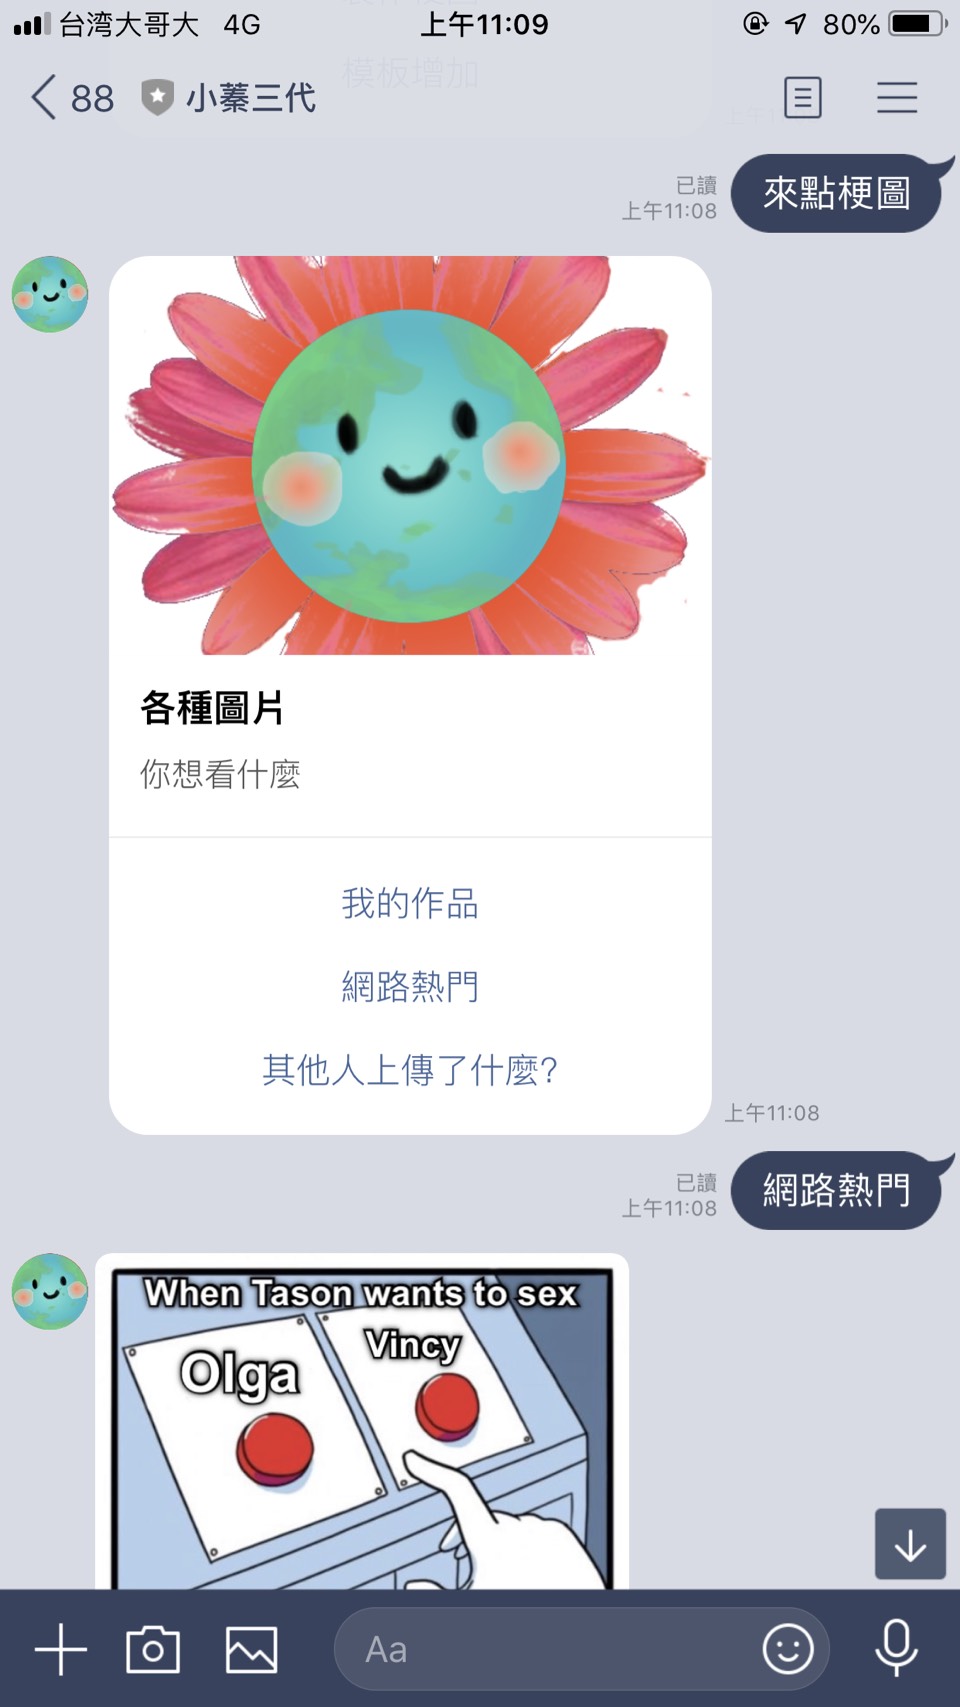 台湾大哥大 4G 上午11:09 80%
模板增加
88 小蓁三代
已讀
上午11:08
來點梗圖
各種圖片
你想看什麼
我的作品
網路熱門
其他人上傳了什麼?
上午11:08
已讀
上午11:08
網路熱門
When Tason wants to sex
Olga
Vincy
Aa